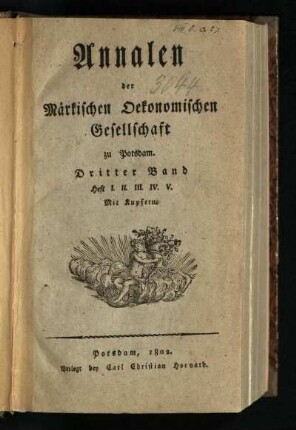 3044
Annalen
der
Märkischen Oekonomischen
Gesellschaft
zu Potsdam.
Dritter Band
Heft I. II. III. IV. V.
Mit Kupfern.
Potsdam, 1802.
Verlegt bey Carl Christian Horvath.